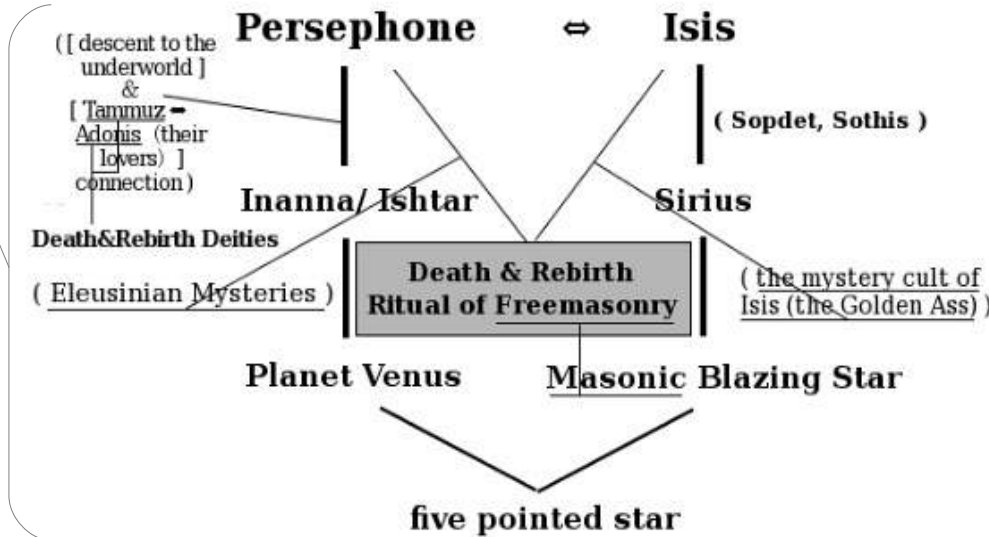 Persephone ⇔ Isis
([ descent to the
underworld ]
&
[ Tammuz =
Adonis (their
lovers) ]
connection)
( Sopdet, Sothis )
Inanna/ Ishtar
Sirius
Death&Rebirth Deities
( Eleusinian Mysteries )
Death & Rebirth
Ritual of Freemasonry
( the mystery cult of
Isis (the Golden Ass) )
Planet Venus
Masonic Blazing Star
five pointed star